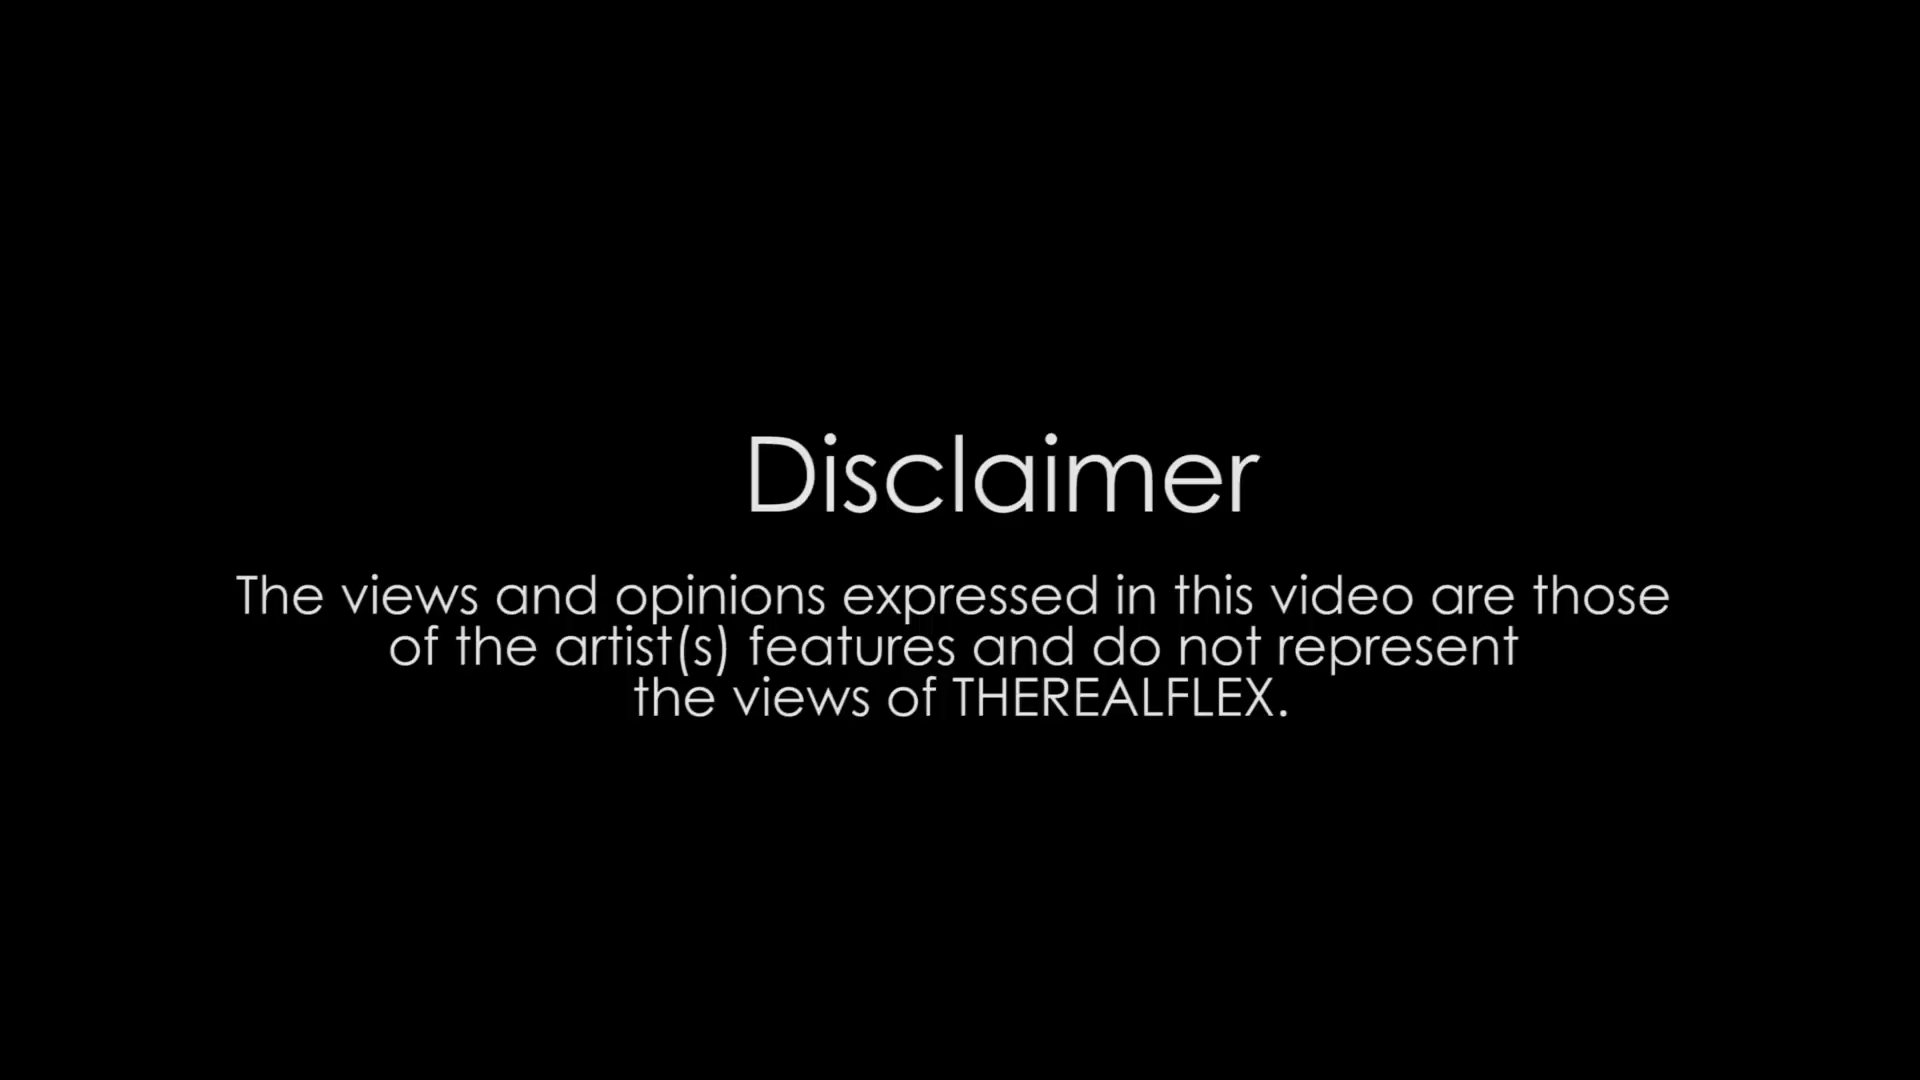 Disclaimer
The views and opinions expressed in this video are those
of the artist(s) features and do not represent
the views of THEREALFLEX.